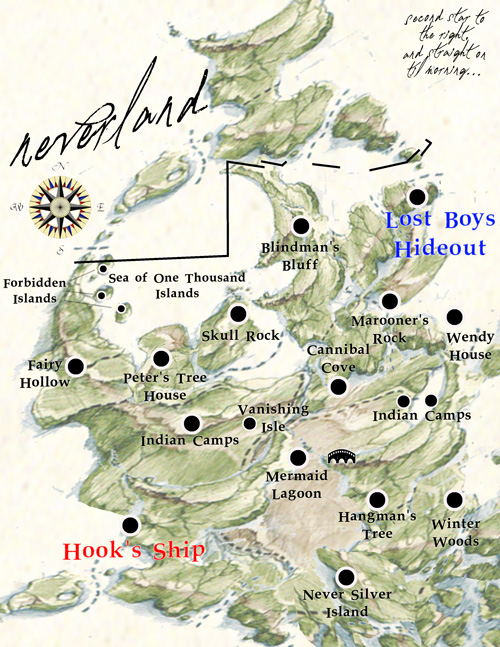 second star to
the right,
and straight on
til morning...
neverland
N
W
E
S
Lost Boys
Hideout
Blindman's
Bluff
Forbidden
Islands
Sea of One Thousand
Islands
Skull Rock
Marooner's
Rock
Wendy
House
Fairy
Hollow
Peter's Tree
House
Cannibal
Cove
Indian Camps
Vanishing
Isle
Indian Camps
Mermaid
Lagoon
Hangman's
Tree
Winter
Woods
Hook's Ship
Never Silver
Island